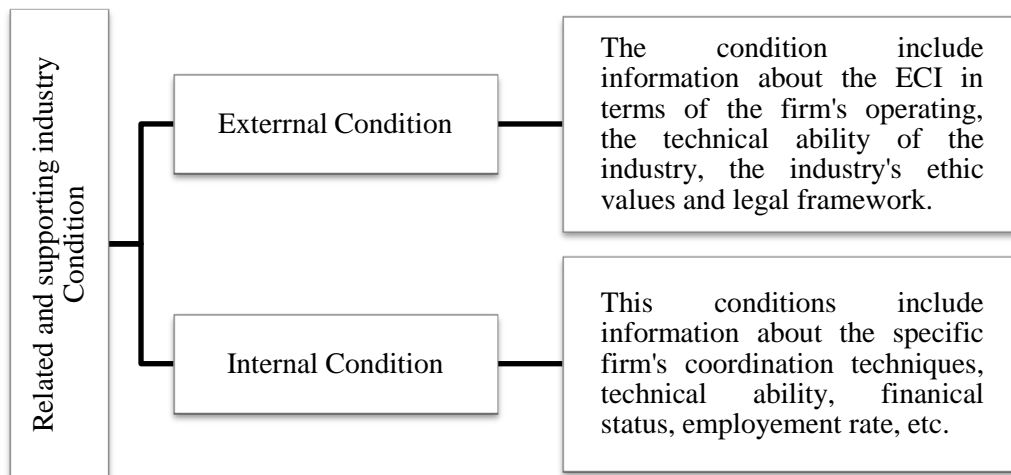 Related and supporting industry
Condition
Exterrnal Condition
The condition include
information about the ECI in
terms of the firm's operating,
the technical ability of the
industry, the industry's ethic
values and legal framework.
Internal Condition
This conditions include
information about the specific
firm's coordination techniques,
technical ability, finanical
status, employement rate, etc.